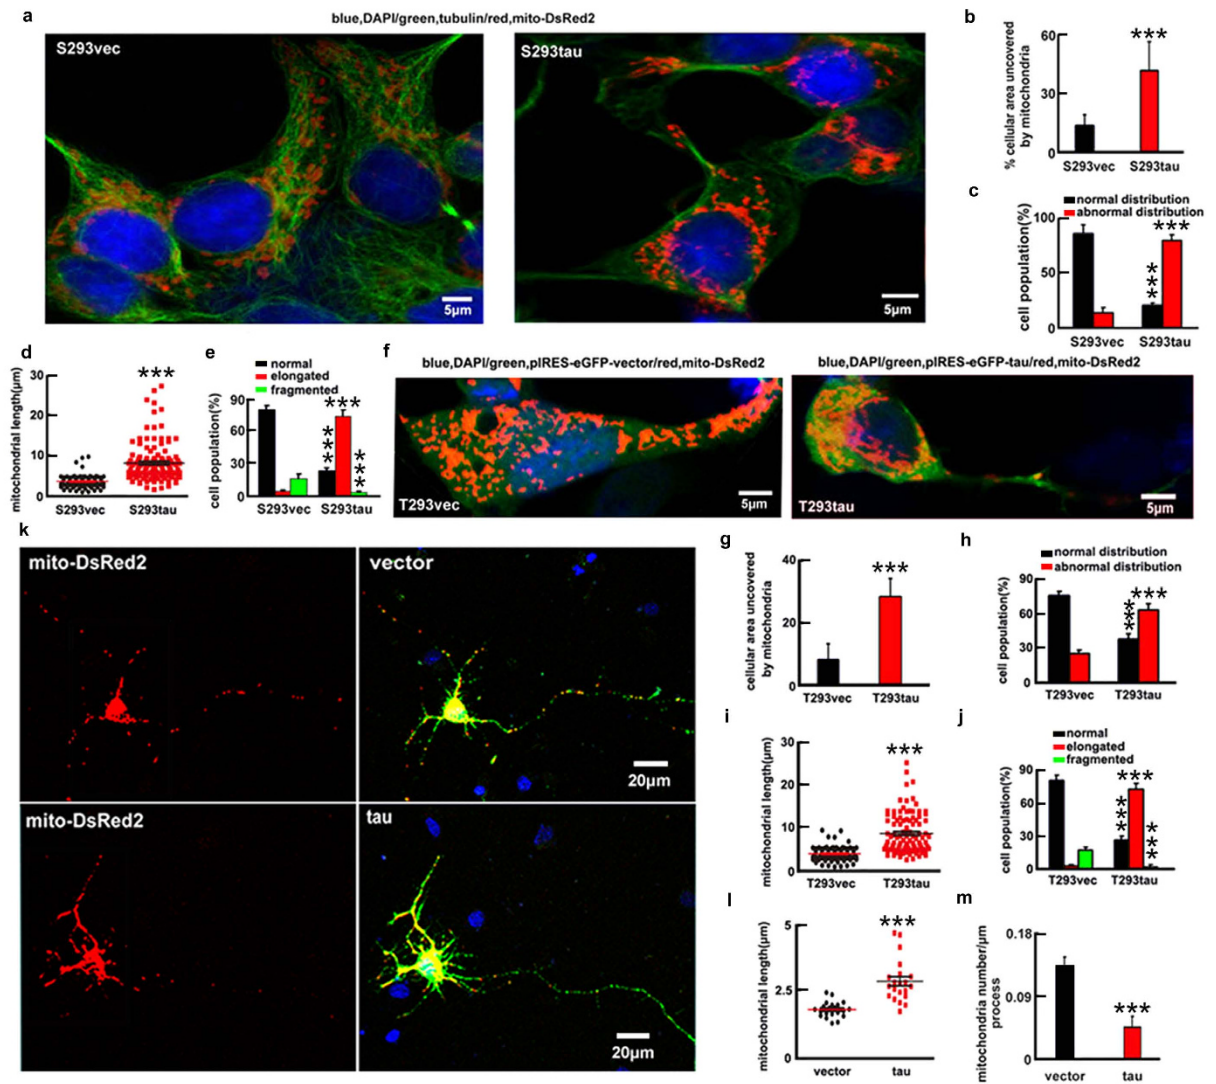 a
blue,DAPI/green,tubulin/red,mito-DsRed2
S293vec
5μm
S293tau
5μm
b
% cellular area uncovered
by mitochondria
60
30
0
***
S293vec
S293tau
c
normal distribution
abnormal distribution
cell population(%)
100
50
0
***
***
S293vec
S293tau
d
mitochondrial length(μm)
30
20
10
0
***
S293vec
S293tau
e
normal
elongated
fragmented
cell population(%)
90
60
30
0
***
***
***
S293vec
S293tau
f
blue,DAPI/green,pIRES-eGFP-vector/red,mito-DsRed2
T293vec
5μm
blue,DAPI/green,pIRES-eGFP-tau/red,mito-DsRed2
T293tau
5μm
k
mito-DsRed2
vector
20μm
mito-DsRed2
tau
20μm
g
cellular area uncovered
by mitochondria
40
20
0
***
T293vec
T293tau
h
normal distribution
abnormal distribution
cell population(%)
90
60
30
0
***
***
T293vec
T293tau
i
mitochondrial length(μm)
30
20
10
0
***
T293vec
T293tau
j
normal
elongated
fragmented
cell population(%)
90
60
30
0
***
***
***
T293vec
T293tau
l
mitochondrial length(μm)
5
2.5
0
***
vector
tau
m
mitochondria number/μm
process
0.18
0.09
0
***
vector
tau